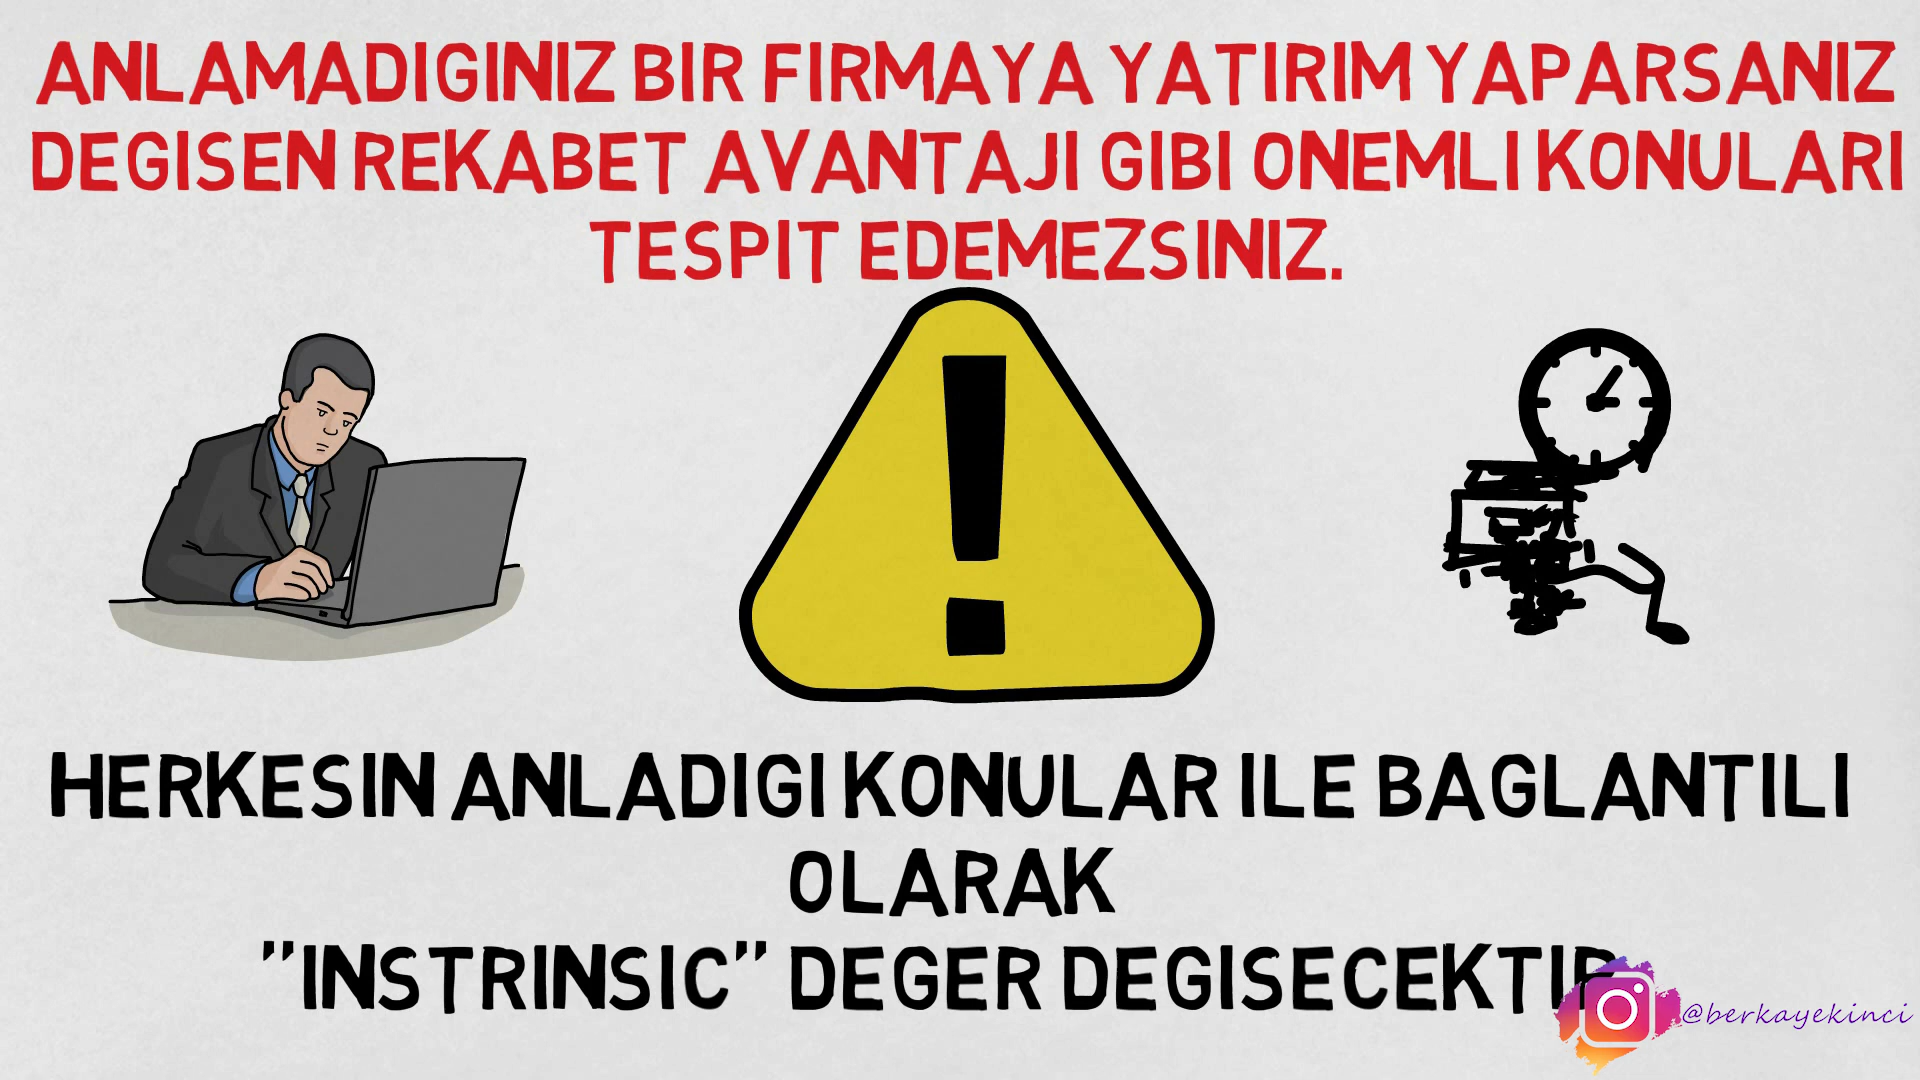 ANLAMADIGINIZ BIR FIRMAYA YATIRIM YAPARSANIZ
DEGISEN REKABET AVANTAJI GIBI ONEMLI KONULARI
TESPIT EDEMEZSINIZ.
HERKESIN ANLADIGI KONULAR ILE BAGLANTILI
OLARAK
"INSTRINSIC" DEGER DEGISECEKTIR
@berkayekinci